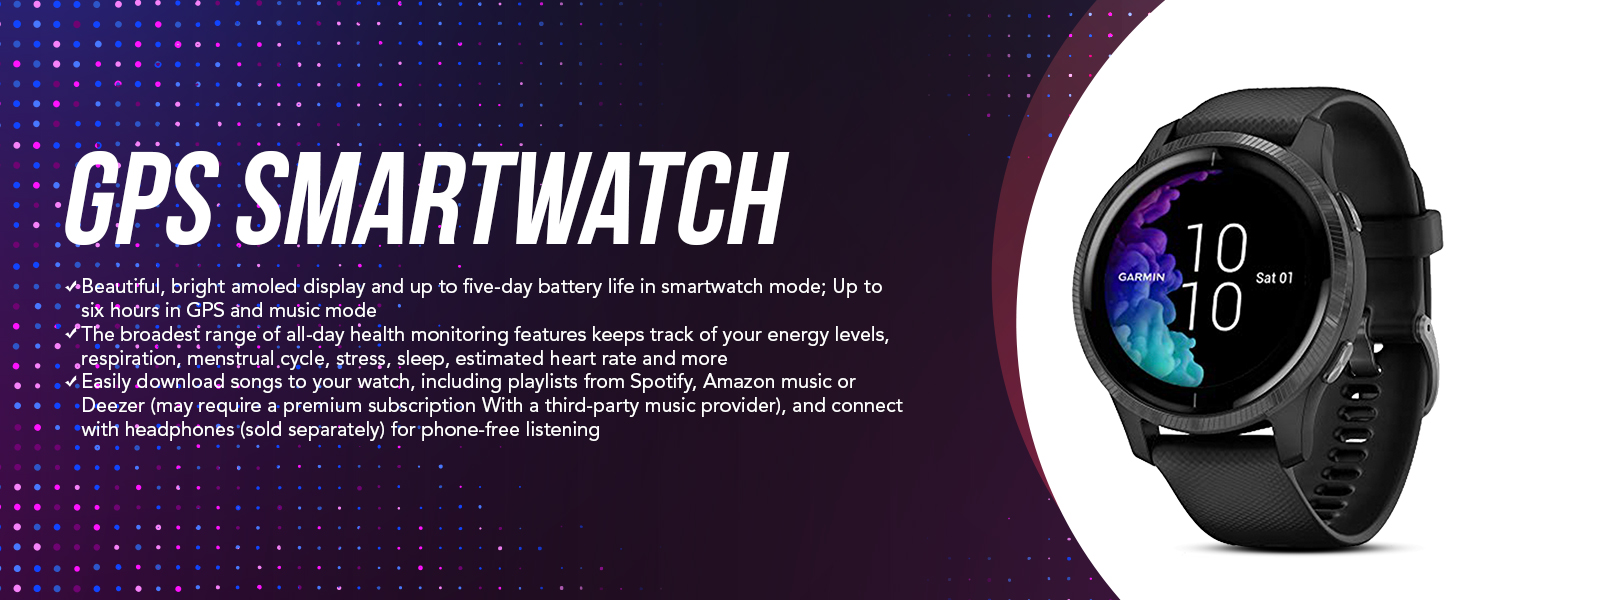 GPS SMARTWATCH
✓Beautiful, bright amoled display and up to five-day battery life in smartwatch mode; Up to
six hours in GPS and music mode
✓The broadest range of all-day health monitoring features keeps track of your energy levels,
respiration, menstrual cycle, stress, sleep, estimated heart rate and more
✓Easily download songs to your watch, including playlists from Spotify, Amazon music or
Deezer (may require a premium subscription With a third-party music provider), and connect
with headphones (sold separately) for phone-free listening
10
GARMIN
Sat 01
10